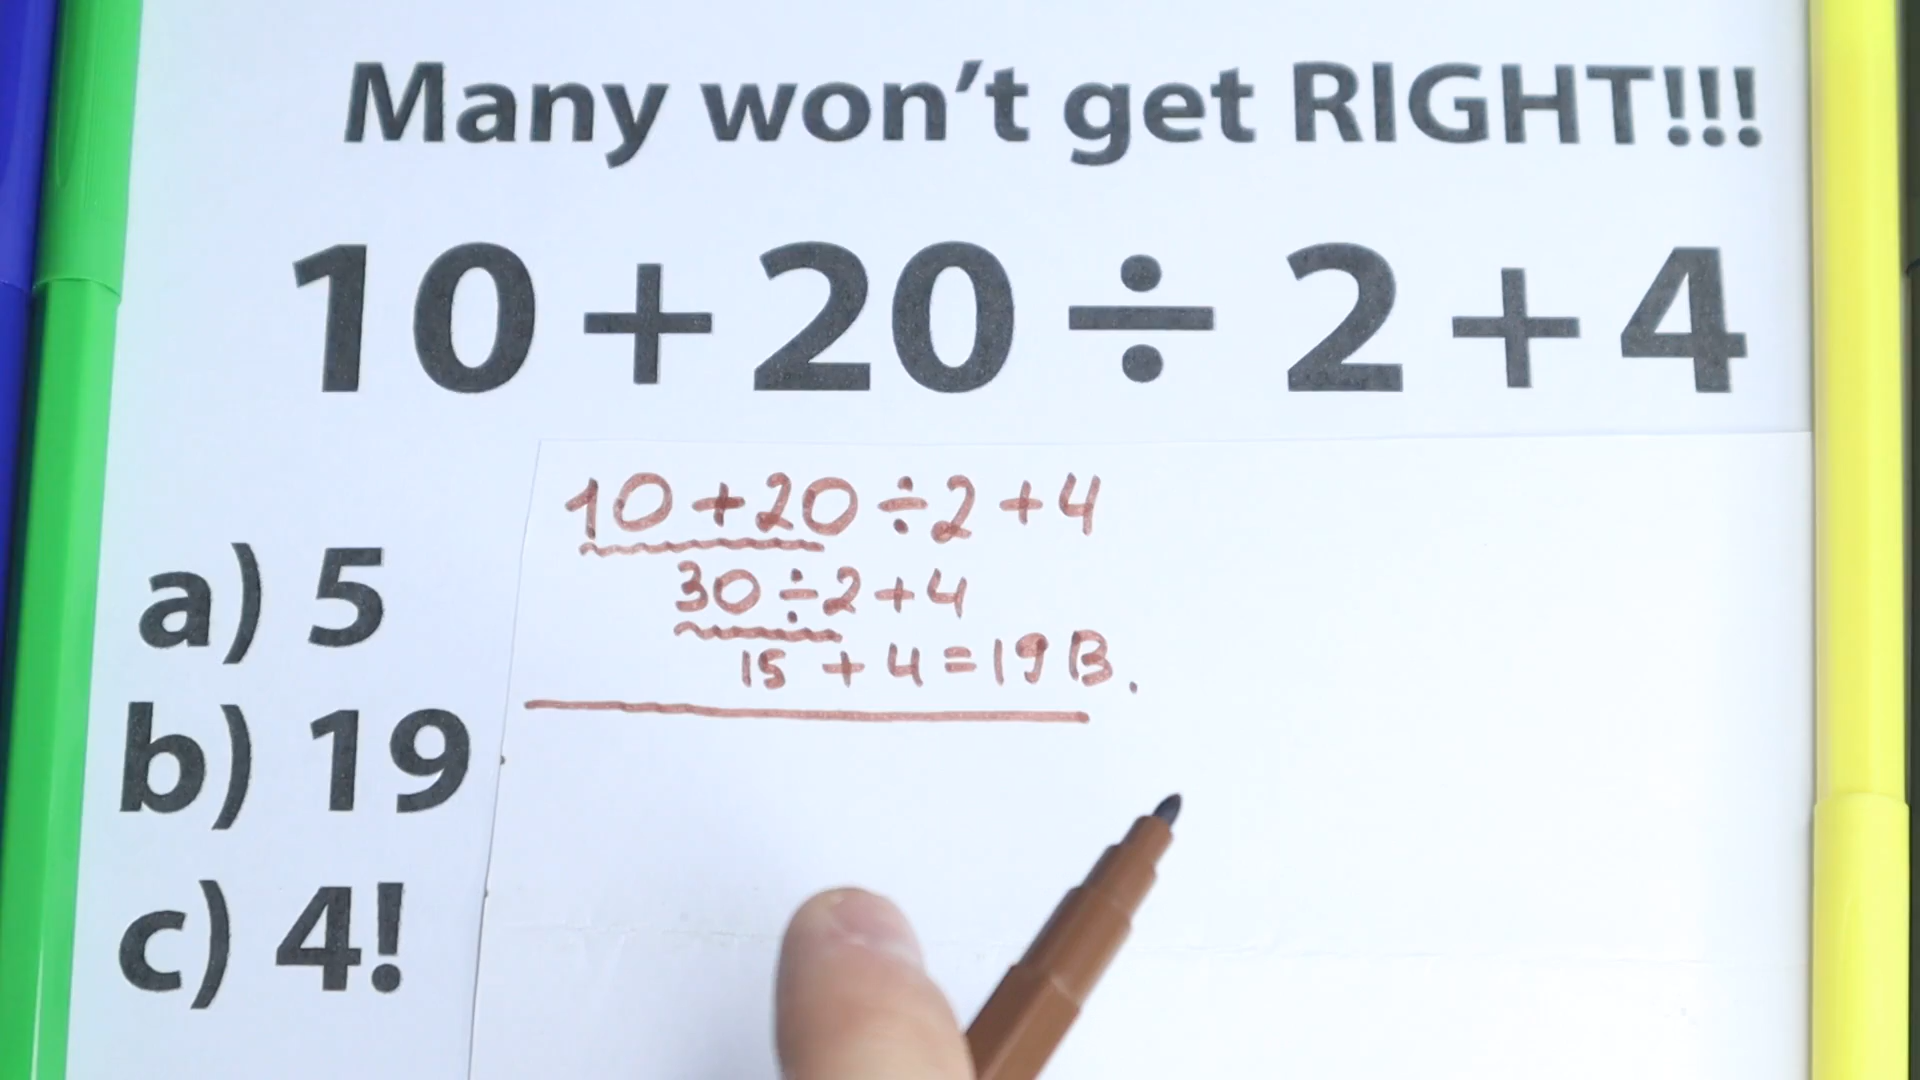 Many won't get RIGHT!!!
10 + 20 ÷ 2 + 4
10 + 20 ÷ 2 + 4
30 ÷ 2 + 4
15 + 4 = 19 B.
a) 5
b) 19
c) 4!